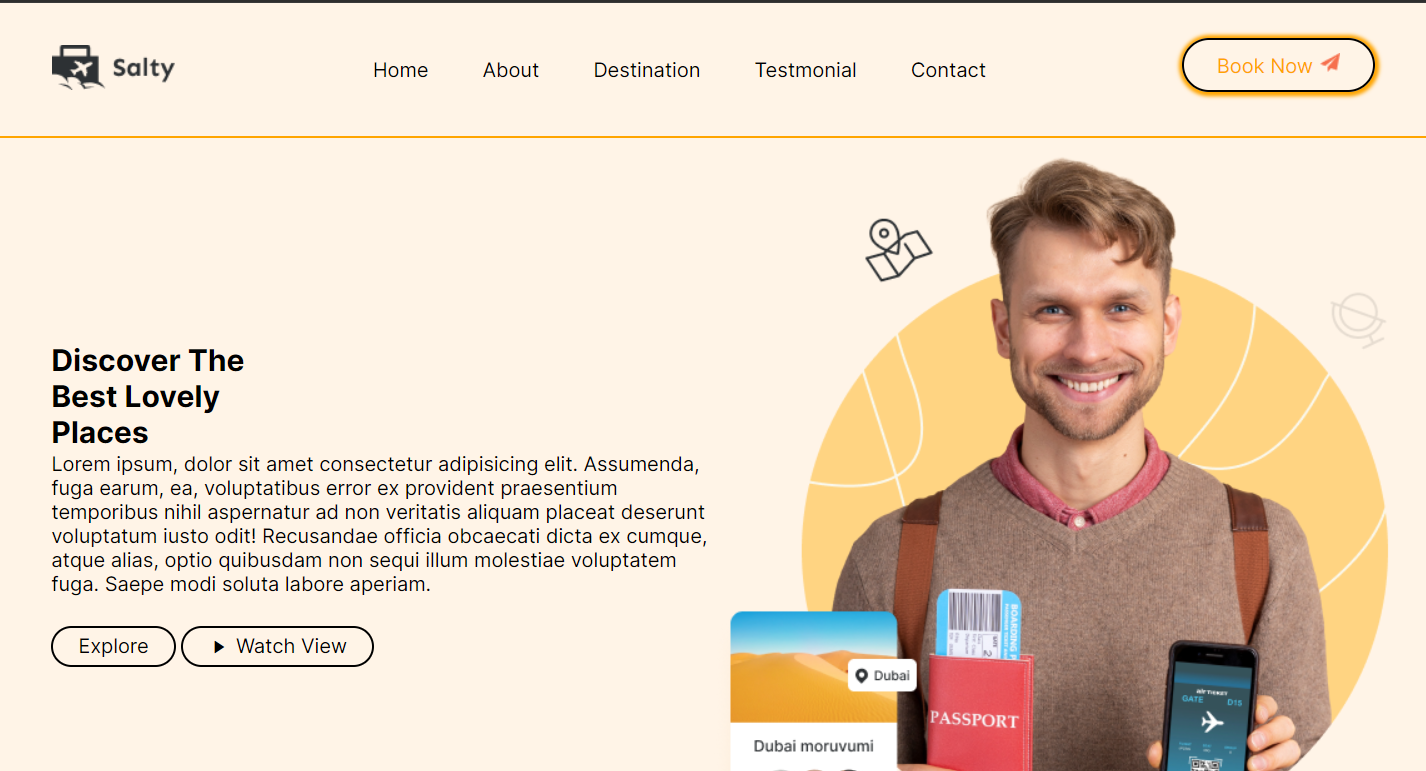 Salty
Home
About
Destination
Testmonial
Contact
Book Now
Discover The
Best Lovely
Places
Lorem ipsum, dolor sit amet consectetur adipisicing elit. Assumenda,
fuga earum, ea, voluptatibus error ex provident praesentium
temporibus nihil aspernatur ad non veritatis aliquam placeat deserunt
voluptatum iusto odit! Recusandae officia obcaecati dicta ex cumque,
atque alias, optio quibusdam non sequi illum molestiae voluptatem
fuga. Saepe modi soluta labore aperiam.
Explore
Watch View
Dubai
Dubai moruvumi
BOARDING
PASSPORT
AIR TICKET
GATE
D15